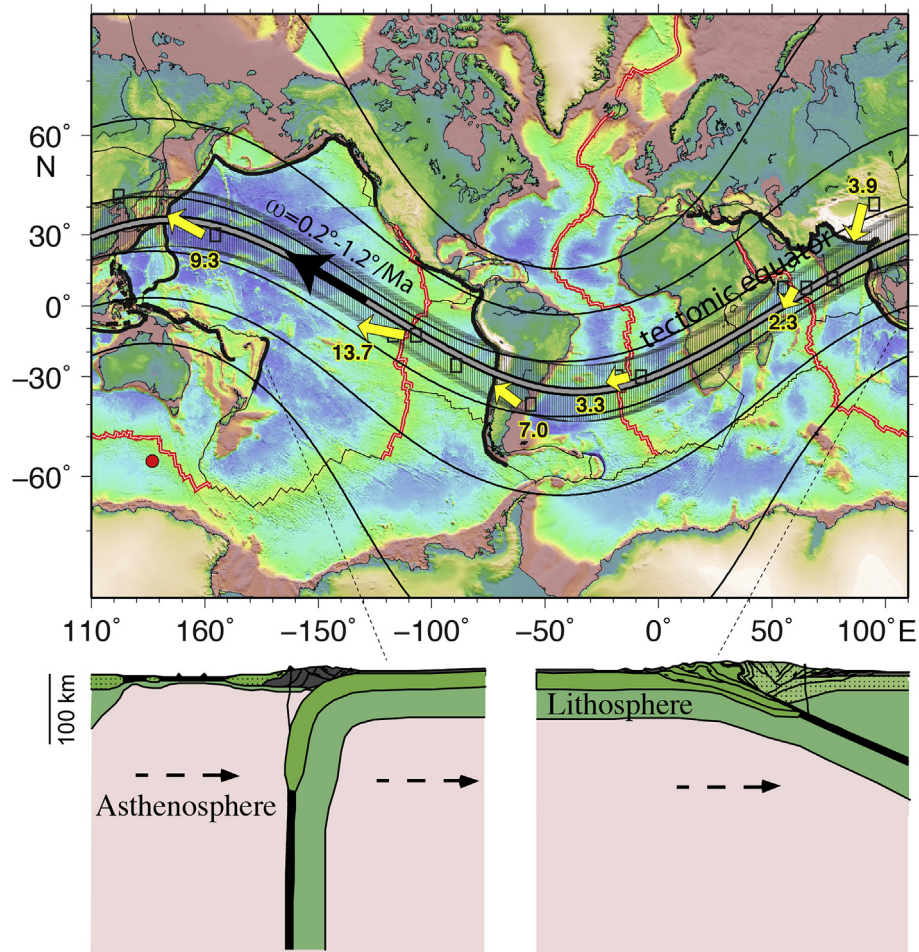 60°
N
30°
0°
−30°
−60°
3.9
ω=0.2°-1.2°/Ma
9.3
tectonic equator
2.3
13.7
3.3
7.0
110° 160° −150° −100° −50° 0 50° 100°E
100 km
Lithosphere
Asthenosphere